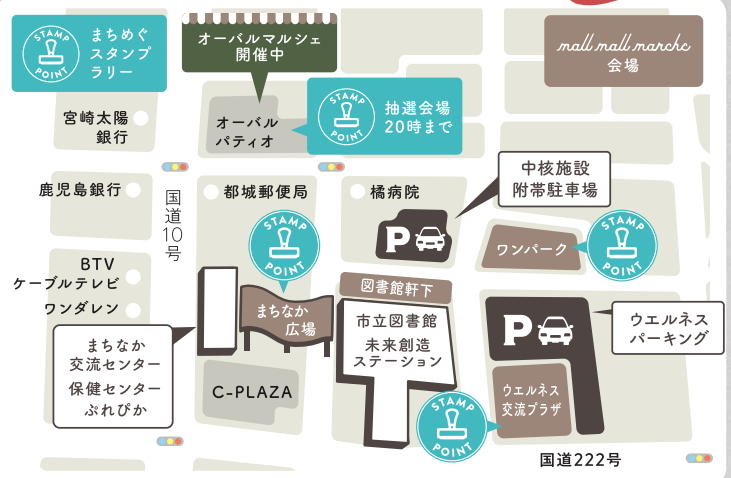 STAMP
POINT
まちめぐ
スタンプ
ラリー
オーバルマルシェ
開催中
mall mall marche
会場
宮崎太陽
銀行
オーバル
パティオ
STAMP
POINT
抽選会場
20時まで
鹿児島銀行
国道10号
都城郵便局
橘病院
中核施設
附帯駐車場
STAMP
POINT
P
ワンパーク
STAMP
POINT
BTV
ケーブルテレビ
ワンダレン
まちなか
広場
図書館軒下
市立図書館
未来創造
ステーション
P
ウエルネス
パーキング
まちなか
交流センター
保健センター
ぷれぴか
C-PLAZA
STAMP
POINT
ウエルネス
交流プラザ
国道222号